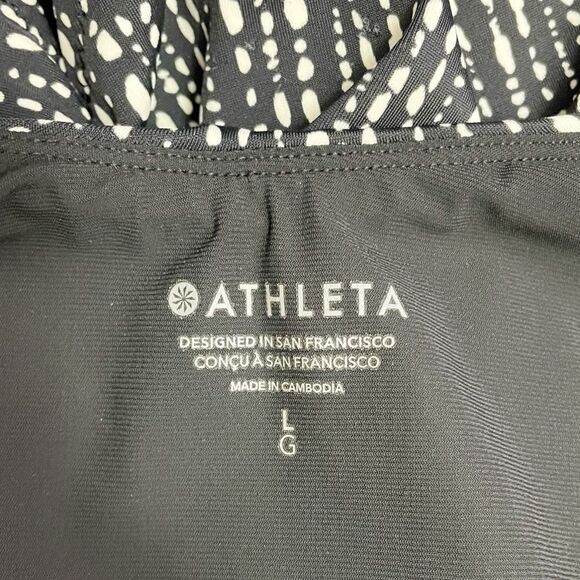 ATHLETA
DESIGNED IN SAN FRANCISCO
CONÇU À SAN FRANCISCO
MADE IN CAMBODIA
L
G